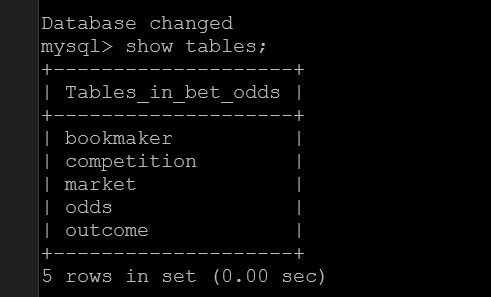 Database changed
mysql> show tables;
+--------------------+
| Tables_in_bet_odds |
+--------------------+
| bookmaker          |
| competition        |
| market             |
| odds               |
| outcome            |
+--------------------+
5 rows in set (0.00 sec)